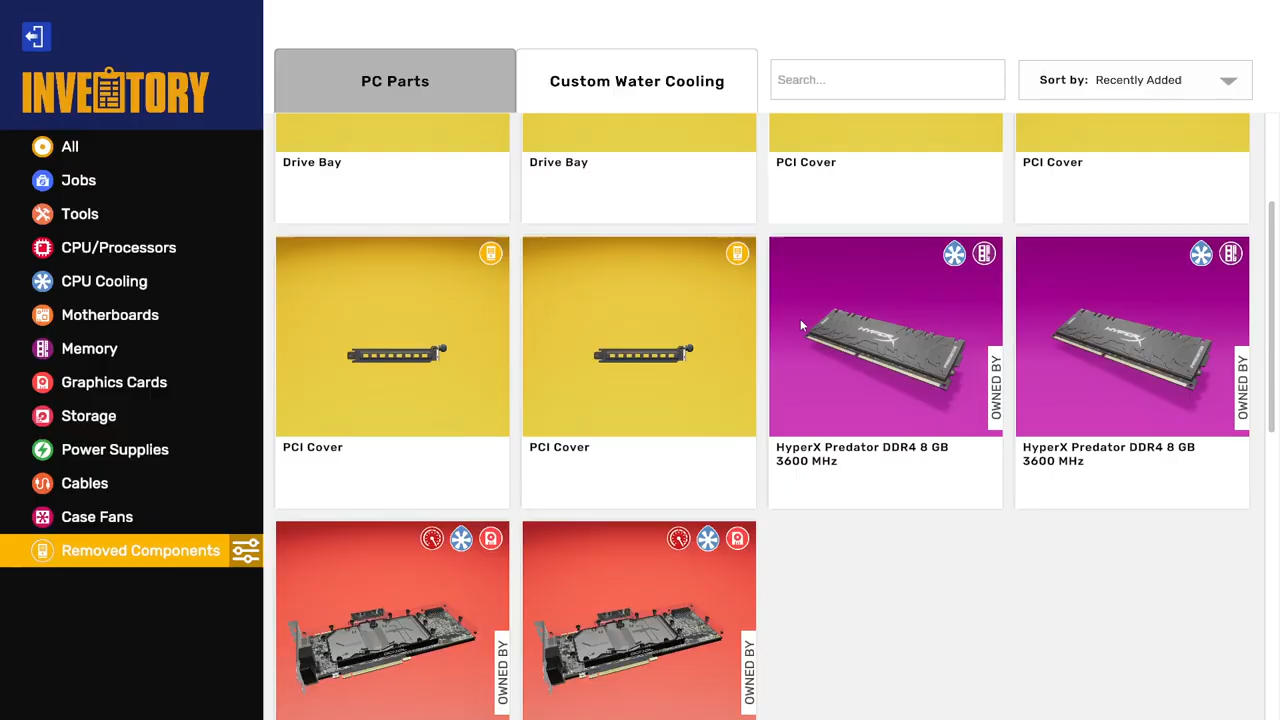 INVENTORY
All
Jobs
Tools
CPU/Processors
CPU Cooling
Motherboards
Memory
Graphics Cards
Storage
Power Supplies
Cables
Case Fans
Removed Components
PC Parts
Custom Water Cooling
Search...
Sort by: Recently Added
Drive Bay
Drive Bay
PCI Cover
PCI Cover
PCI Cover
PCI Cover
HYPERX
OWNED BY
HyperX Predator DDR4 8 GB
3600 MHz
HYPERX
OWNED BY
HyperX Predator DDR4 8 GB
3600 MHz
OWNED BY
OWNED BY